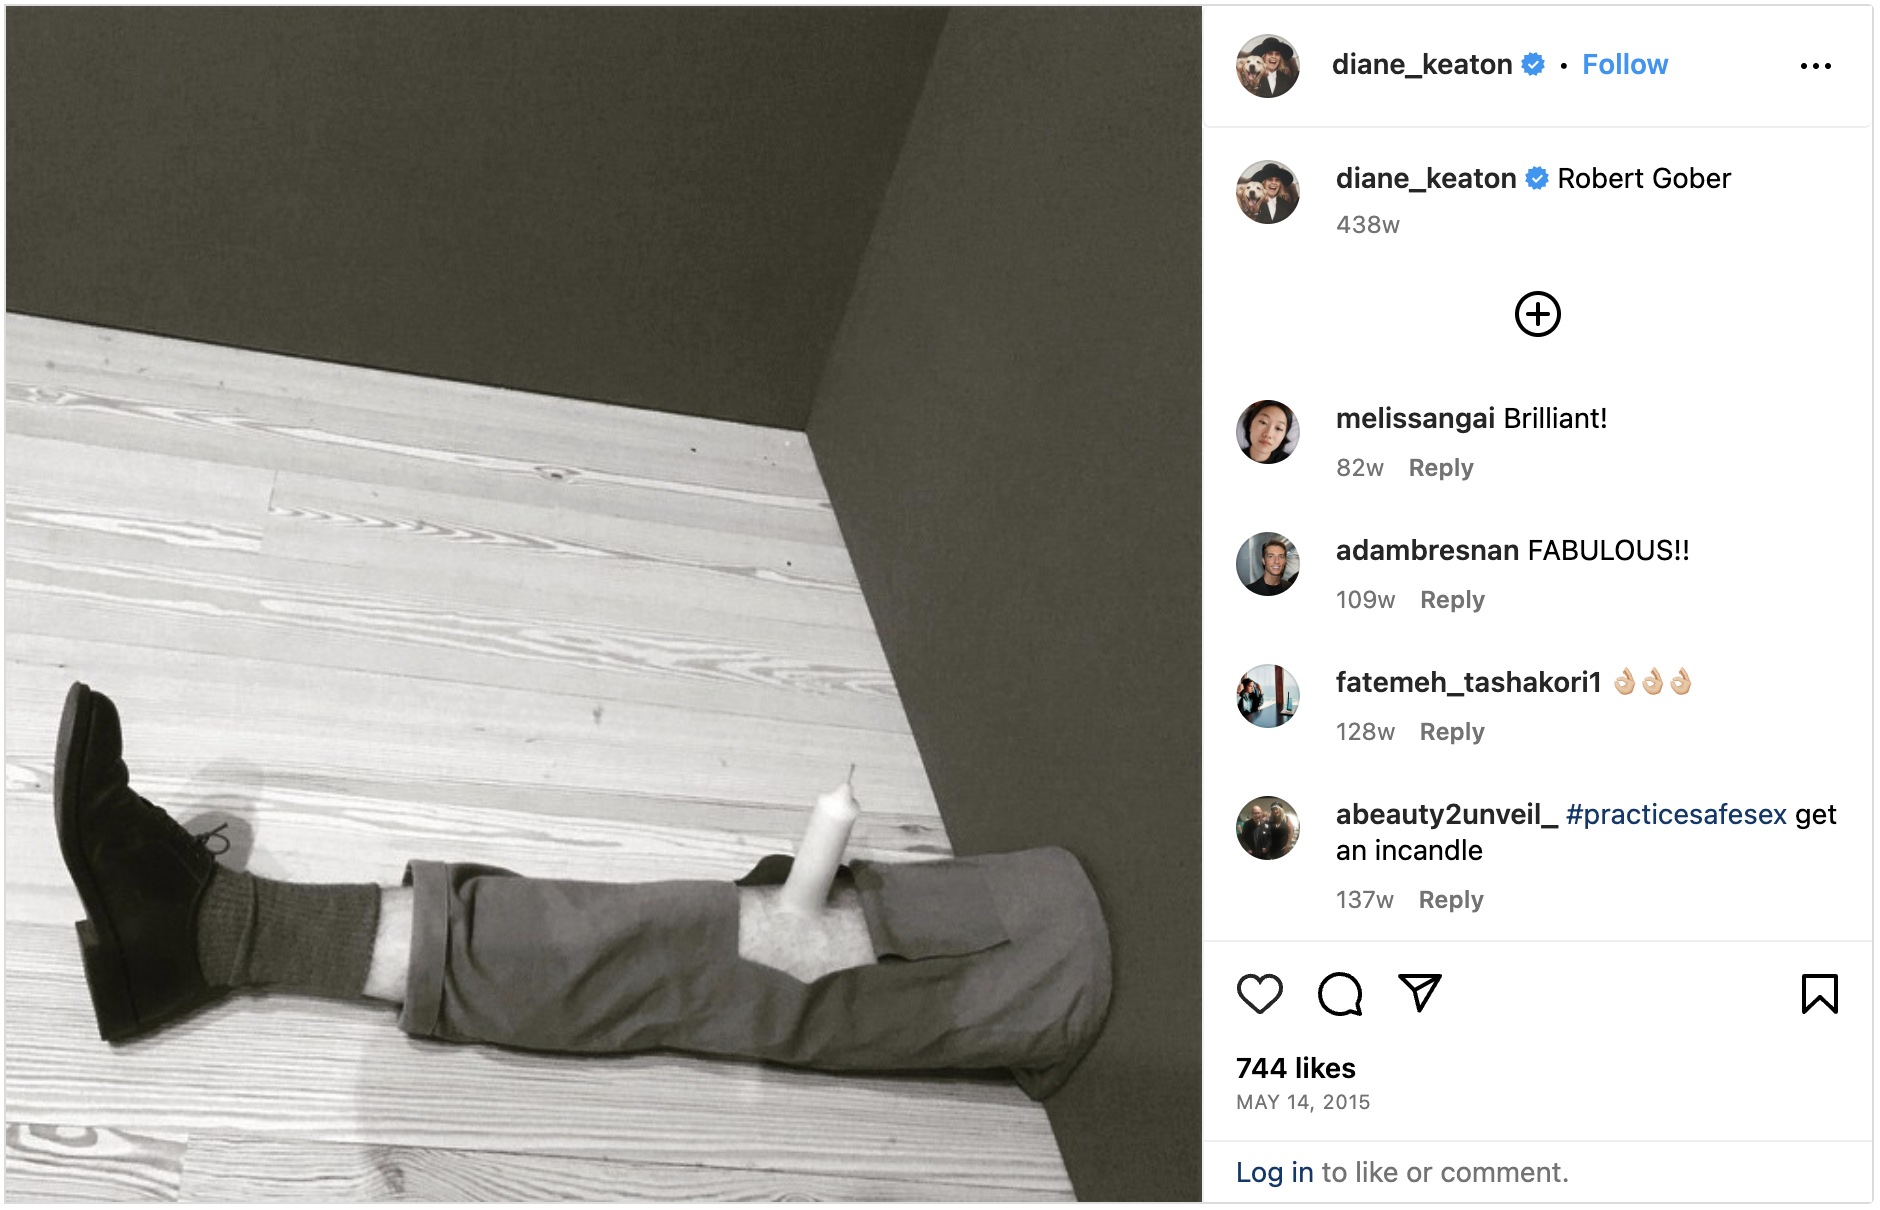 diane_keaton • Follow
diane_keaton Robert Gober
438w
melissangai Brilliant!
82w Reply
adambresnan FABULOUS!!
109w Reply
fatemeh_tashakori1 👌🏼👌🏼👌🏼
128w Reply
abeauty2unveil_ #practicesafesex get
an incandle
137w Reply
744 likes
MAY 14, 2015
Log in to like or comment.